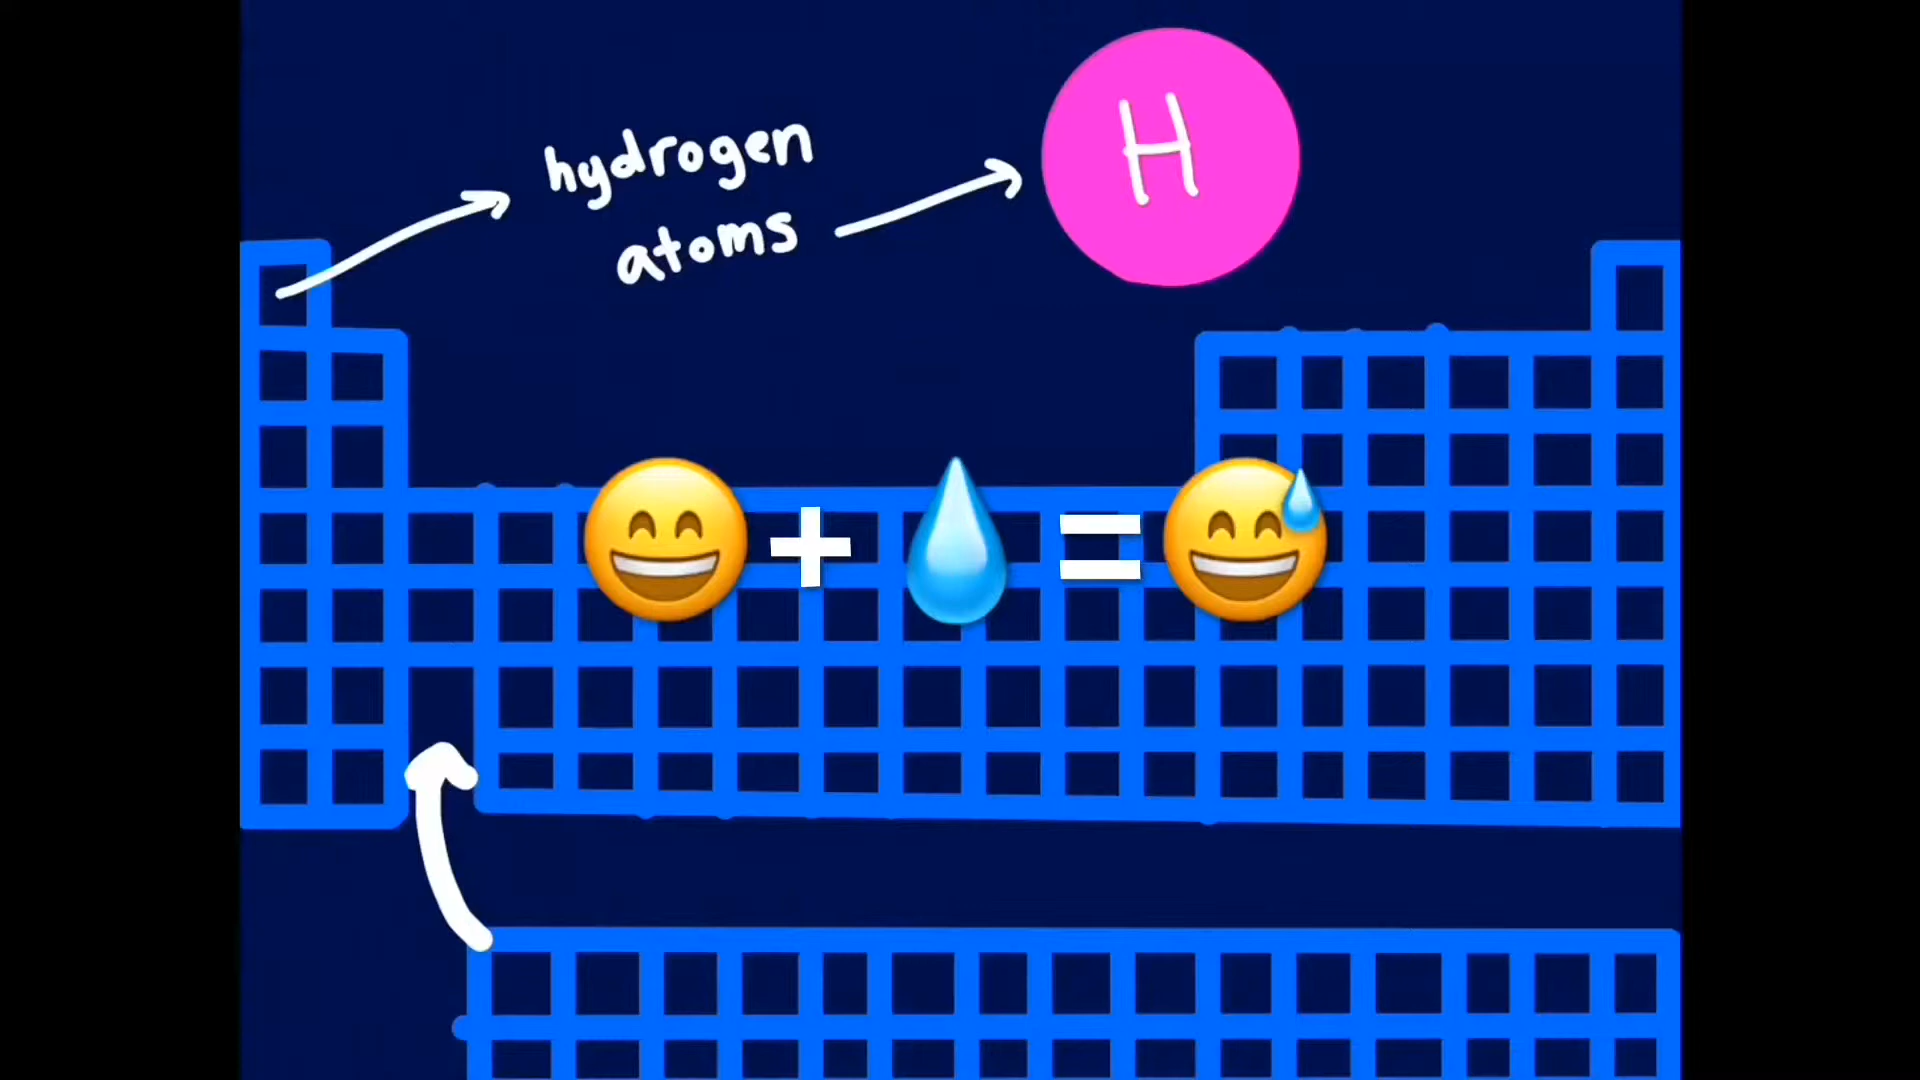 hydrogen
atoms
H
😄 + 💧 = 😅